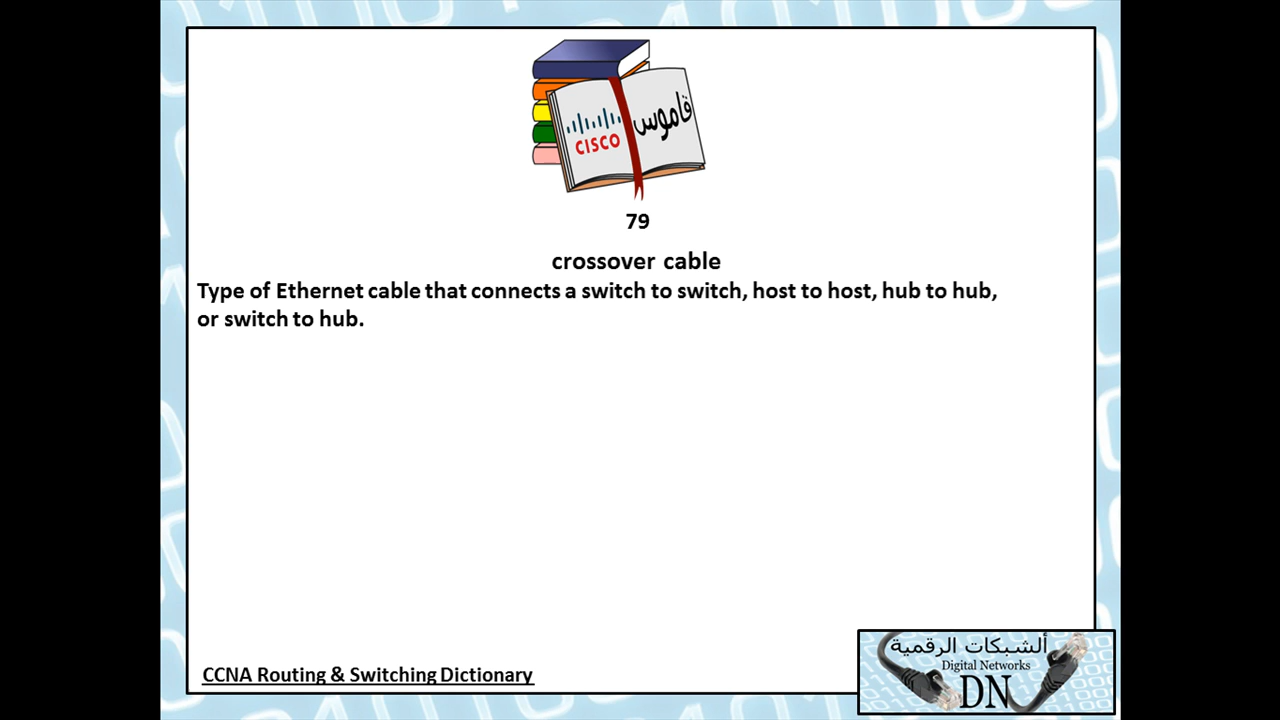 CISCO
قاموس
79
crossover cable
Type of Ethernet cable that connects a switch to switch, host to host, hub to hub,
or switch to hub.
CCNA Routing & Switching Dictionary
ألشبكات الرقمية
Digital Networks
DN